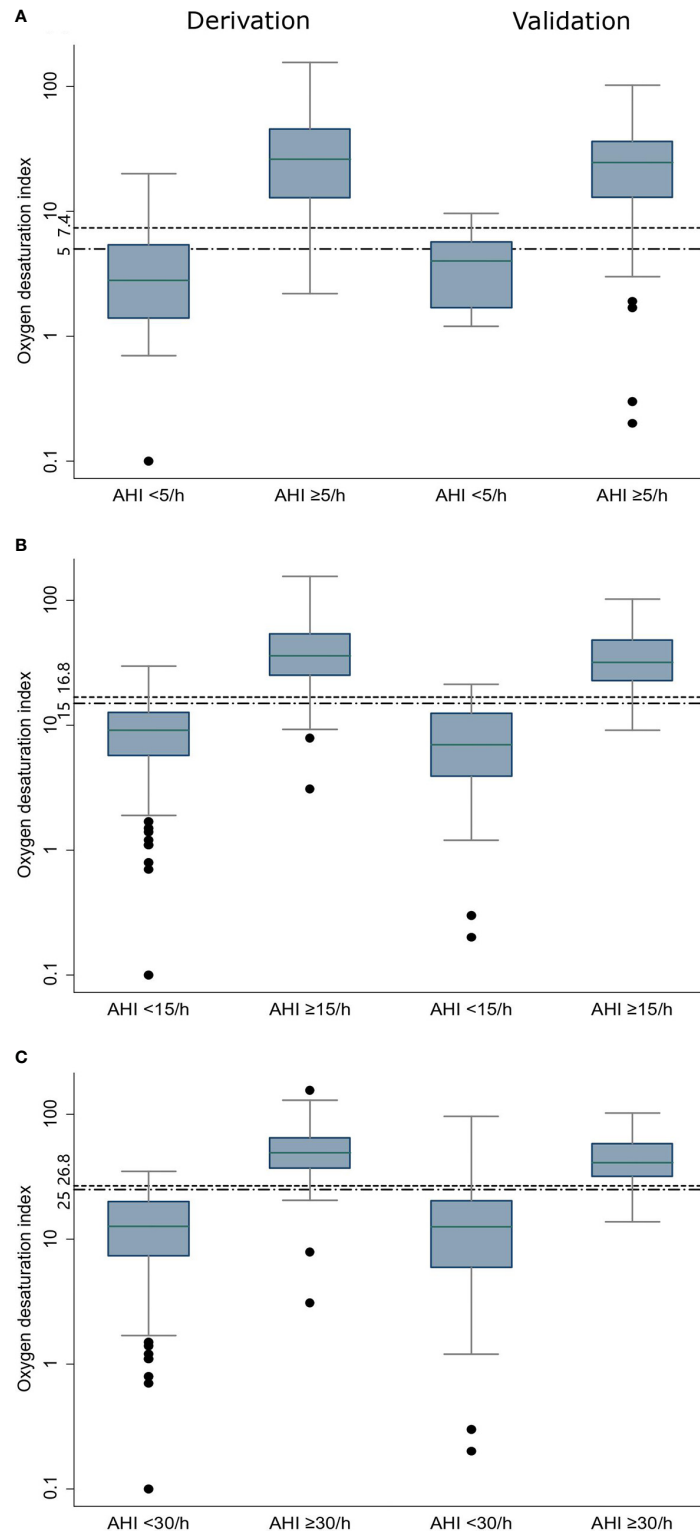 A
Derivation
Validation
Oxygen desaturation index
100
10
7.4
5
1
0.1
AHI <5/h
AHI ≥5/h
AHI <5/h
AHI ≥5/h
B
Oxygen desaturation index
100
16.8
15
10
1
0.1
AHI <15/h
AHI ≥15/h
AHI <15/h
AHI ≥15/h
C
Oxygen desaturation index
100
26.8
25
10
1
0.1
AHI <30/h
AHI ≥30/h
AHI <30/h
AHI ≥30/h